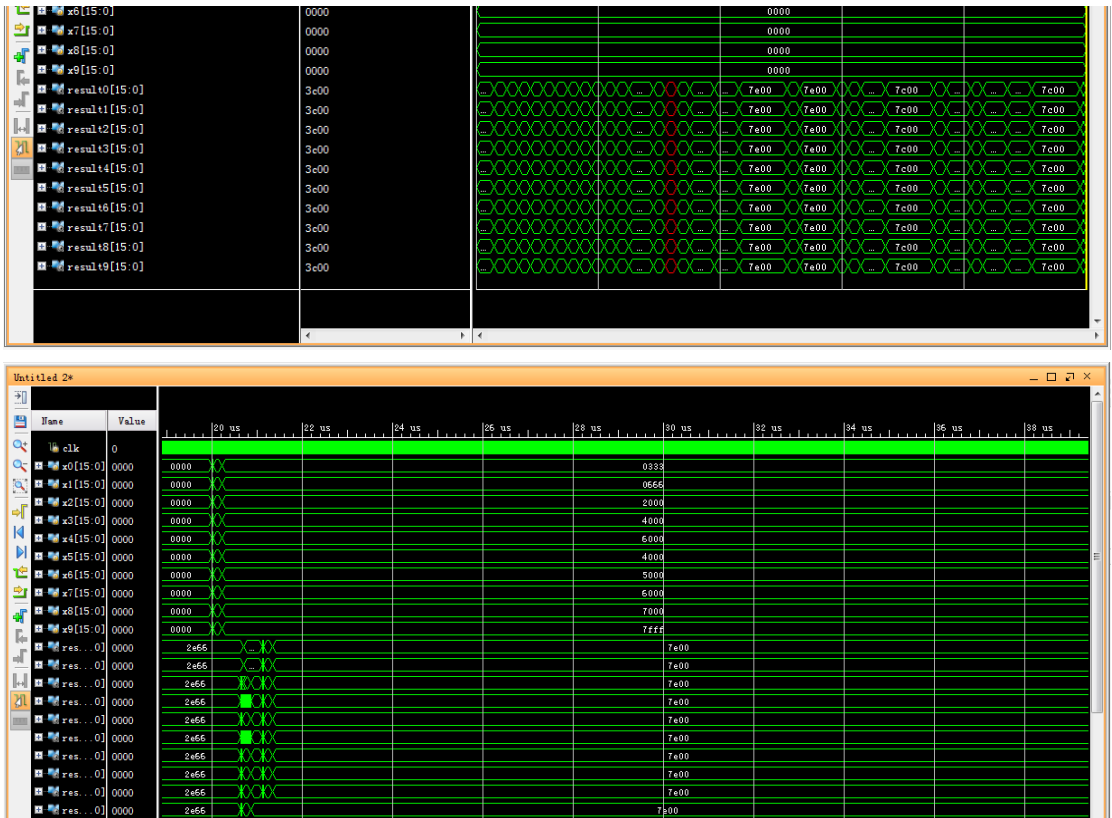 x6[15:0] 0000 0000
x7[15:0] 0000 0000
x8[15:0] 0000 0000
x9[15:0] 0000 0000
result0[15:0] 3c00 ... ... ... ... 7e00 7e00 ... 7c00 ... ... ... 7c00
result1[15:0] 3c00 ... ... ... ... 7e00 7e00 ... 7c00 ... ... ... 7c00
result2[15:0] 3c00 ... ... ... ... 7e00 7e00 ... 7c00 ... ... ... 7c00
result3[15:0] 3c00 ... ... ... ... 7e00 7e00 ... 7c00 ... ... ... 7c00
result4[15:0] 3c00 ... ... ... ... 7e00 7e00 ... 7c00 ... ... ... 7c00
result5[15:0] 3c00 ... ... ... ... 7e00 7e00 ... 7c00 ... ... ... 7c00
result6[15:0] 3c00 ... ... ... ... 7e00 7e00 ... 7c00 ... ... ... 7c00
result7[15:0] 3c00 ... ... ... ... 7e00 7e00 ... 7c00 ... ... ... 7c00
result8[15:0] 3c00 ... ... ... ... 7e00 7e00 ... 7c00 ... ... ... 7c00
result9[15:0] 3c00 ... ... ... ... 7e00 7e00 ... 7c00 ... ... ... 7c00
Untitled 2*
Name Value 20 us 22 us 24 us 26 us 28 us 30 us 32 us 34 us 36 us 38 us
clk 0
x0[15:0] 0000 0000 0333
x1[15:0] 0000 0000 0666
x2[15:0] 0000 0000 2000
x3[15:0] 0000 0000 4000
x4[15:0] 0000 0000 6000
x5[15:0] 0000 0000 4000
x6[15:0] 0000 0000 5000
x7[15:0] 0000 0000 6000
x8[15:0] 0000 0000 7000
x9[15:0] 0000 0000 7fff
res...0] 0000 2e66 ... 7e00
res...0] 0000 2e66 ... 7e00
res...0] 0000 2e66 7e00
res...0] 0000 2e66 7e00
res...0] 0000 2e66 7e00
res...0] 0000 2e66 7e00
res...0] 0000 2e66 7e00
res...0] 0000 2e66 7e00
res...0] 0000 2e66 7e00
res...0] 0000 2e66 7e00